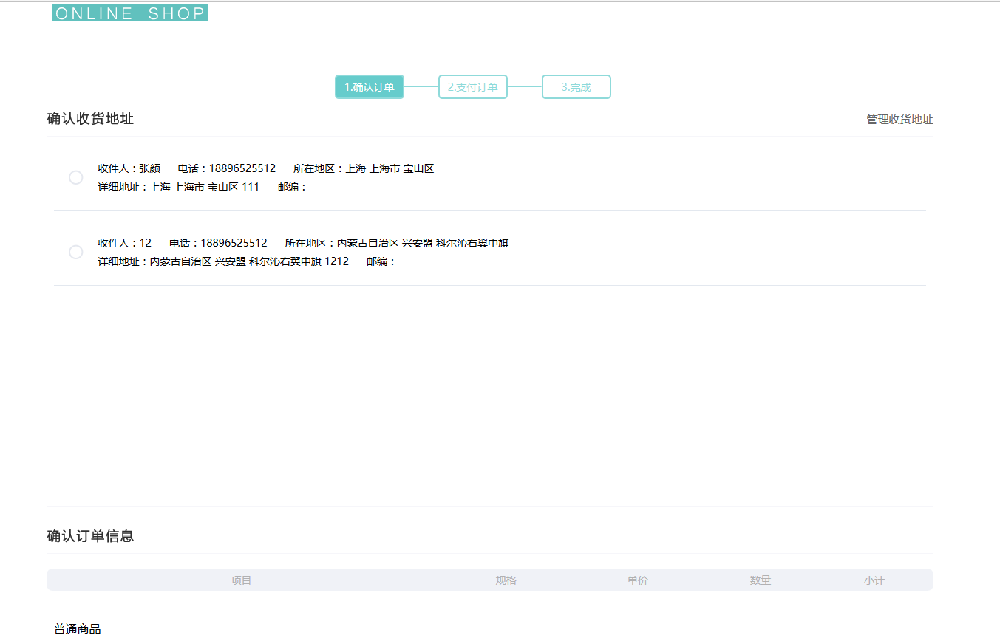 ONLINE SHOP
1.确认订单 2.支付订单 3.完成
确认收货地址 管理收货地址
收件人：张颜 电话：18896525512 所在地区：上海 上海市 宝山区
详细地址：上海 上海市 宝山区 111 邮编：
收件人：12 电话：18896525512 所在地区：内蒙古自治区 兴安盟 科尔沁右翼中旗
详细地址：内蒙古自治区 兴安盟 科尔沁右翼中旗 1212 邮编：
确认订单信息
项目 规格 单价 数量 小计
普通商品